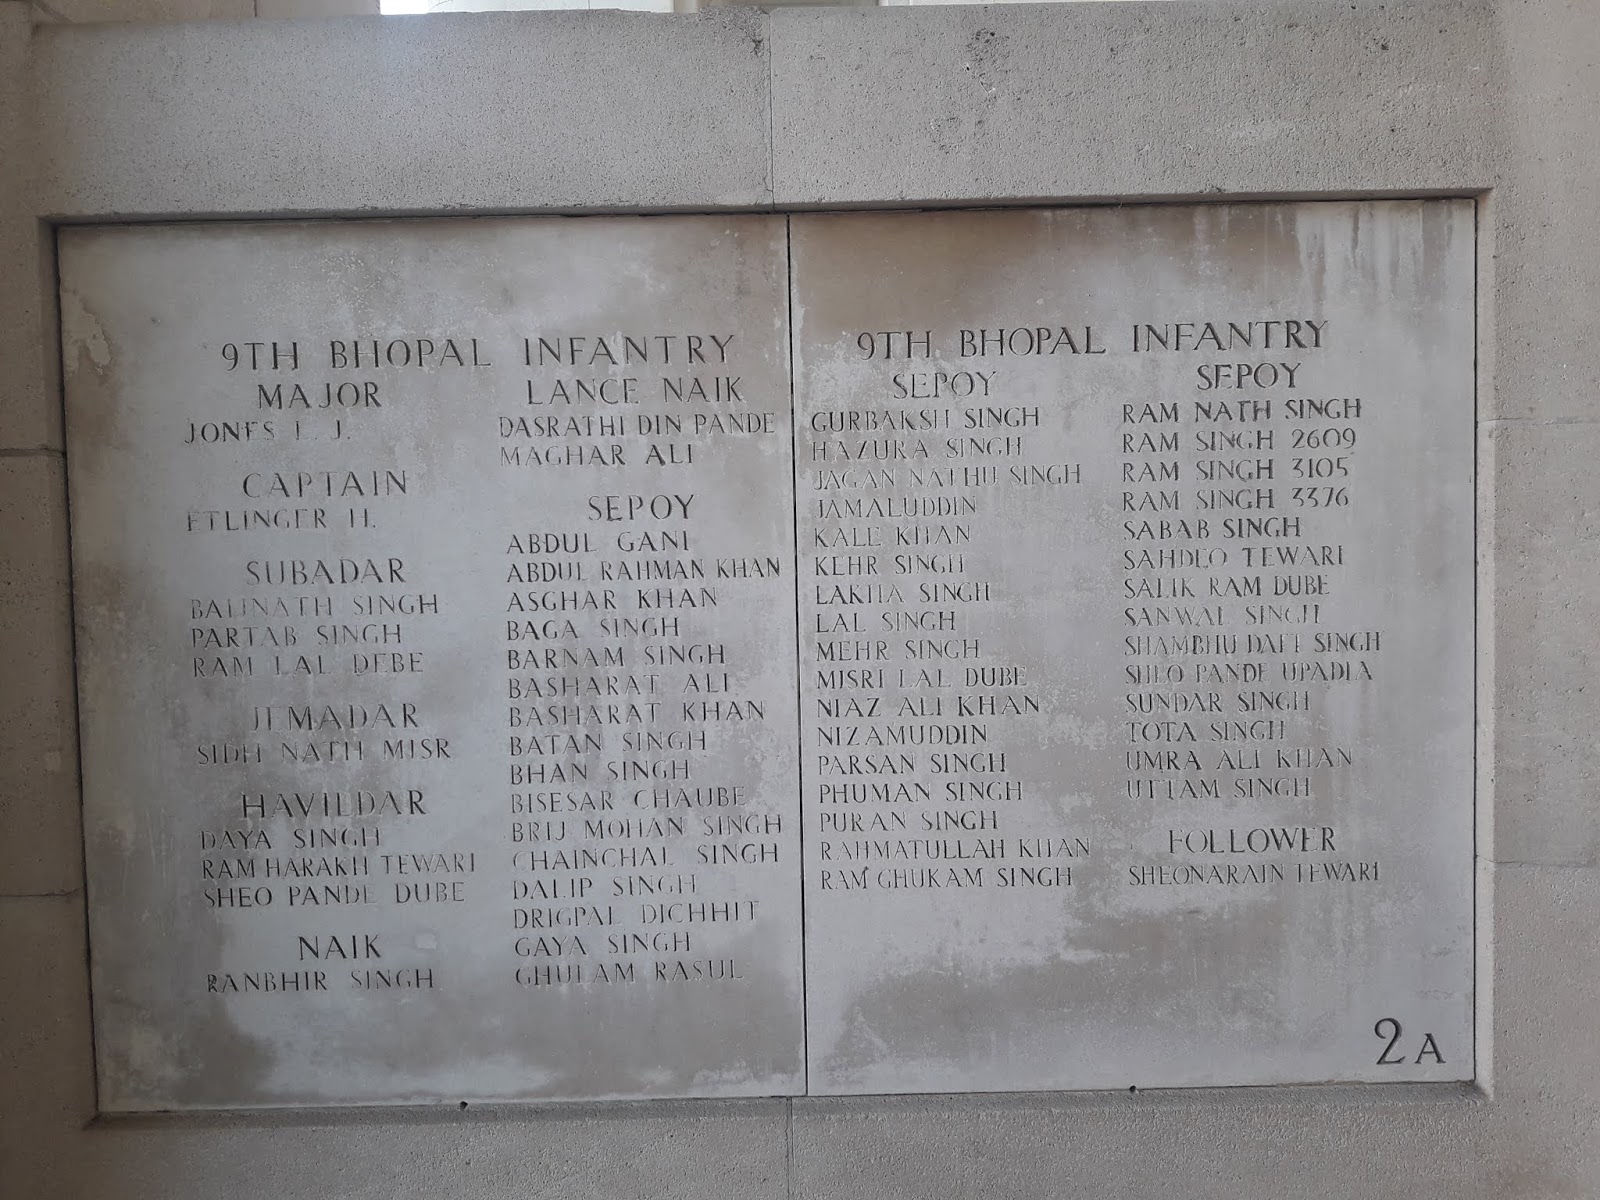 9TH BHOPAL INFANTRY
MAJOR
JONES L. J.
CAPTAIN
ETLINGER H.
SUBADAR
BAIJNATH SINGH
PARTAB SINGH
RAM LAL DEBE
JEMADAR
SIDH NATH MISR
HAVILDAR
DAYA SINGH
RAM HARAKH TEWARI
SHEO PANDE DUBE
NAIK
RANBHIR SINGH
LANCE NAIK
DASRATHI DIN PANDE
MAGHAR ALI
SEPOY
ABDUL GANI
ABDUL RAHMAN KHAN
ASGHAR KHAN
BAGA SINGH
BARNAM SINGH
BASHARAT ALI
BASHARAT KHAN
BATAN SINGH
BHAN SINGH
BISESAR CHAUBE
BRIJ MOHAN SINGH
CHAINCHAL SINGH
DALIP SINGH
DRIGPAL DICHHIT
GAYA SINGH
GHULAM RASUL
9TH BHOPAL INFANTRY
SEPOY
GURBAKSH SINGH
HAZURA SINGH
JAGAN NATHU SINGH
JAMALUDDIN
KALE KHAN
KEHR SINGH
LAKHA SINGH
LAL SINGH
MEHR SINGH
MISRI LAL DUBE
NIAZ ALI KHAN
NIZAMUDDIN
PARSAN SINGH
PHUMAN SINGH
PURAN SINGH
RAHMATULLAH KHAN
RAM GHUKAM SINGH
SEPOY
RAM NATH SINGH
RAM SINGH 2609
RAM SINGH 3105
RAM SINGH 3376
SABAB SINGH
SAHDEO TEWARI
SALIK RAM DUBE
SANWAL SINGH
SHAMBHU DATT SINGH
SHEO PANDE UPADIA
SUNDAR SINGH
TOTA SINGH
UMRA ALI KHAN
UTTAM SINGH
FOLLOWER
SHEONARAIN TEWARI
2A